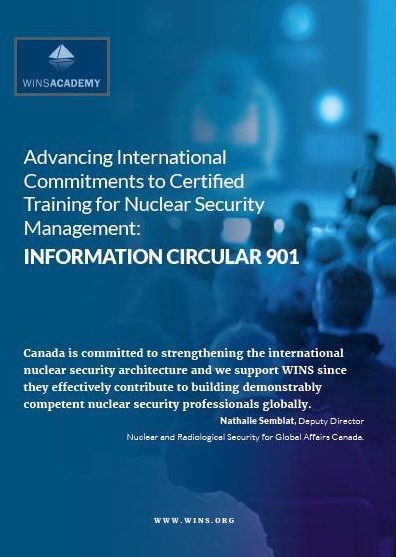 WINSACADEMY
Advancing International
Commitments to Certified
Training for Nuclear Security
Management:
INFORMATION CIRCULAR 901
Canada is committed to strengthening the international
nuclear security architecture and we support WINS since
they effectively contribute to building demonstrably
competent nuclear security professionals globally.
Nathalie Semblat, Deputy Director
Nuclear and Radiological Security for Global Affairs Canada.
WWW.WINS.ORG